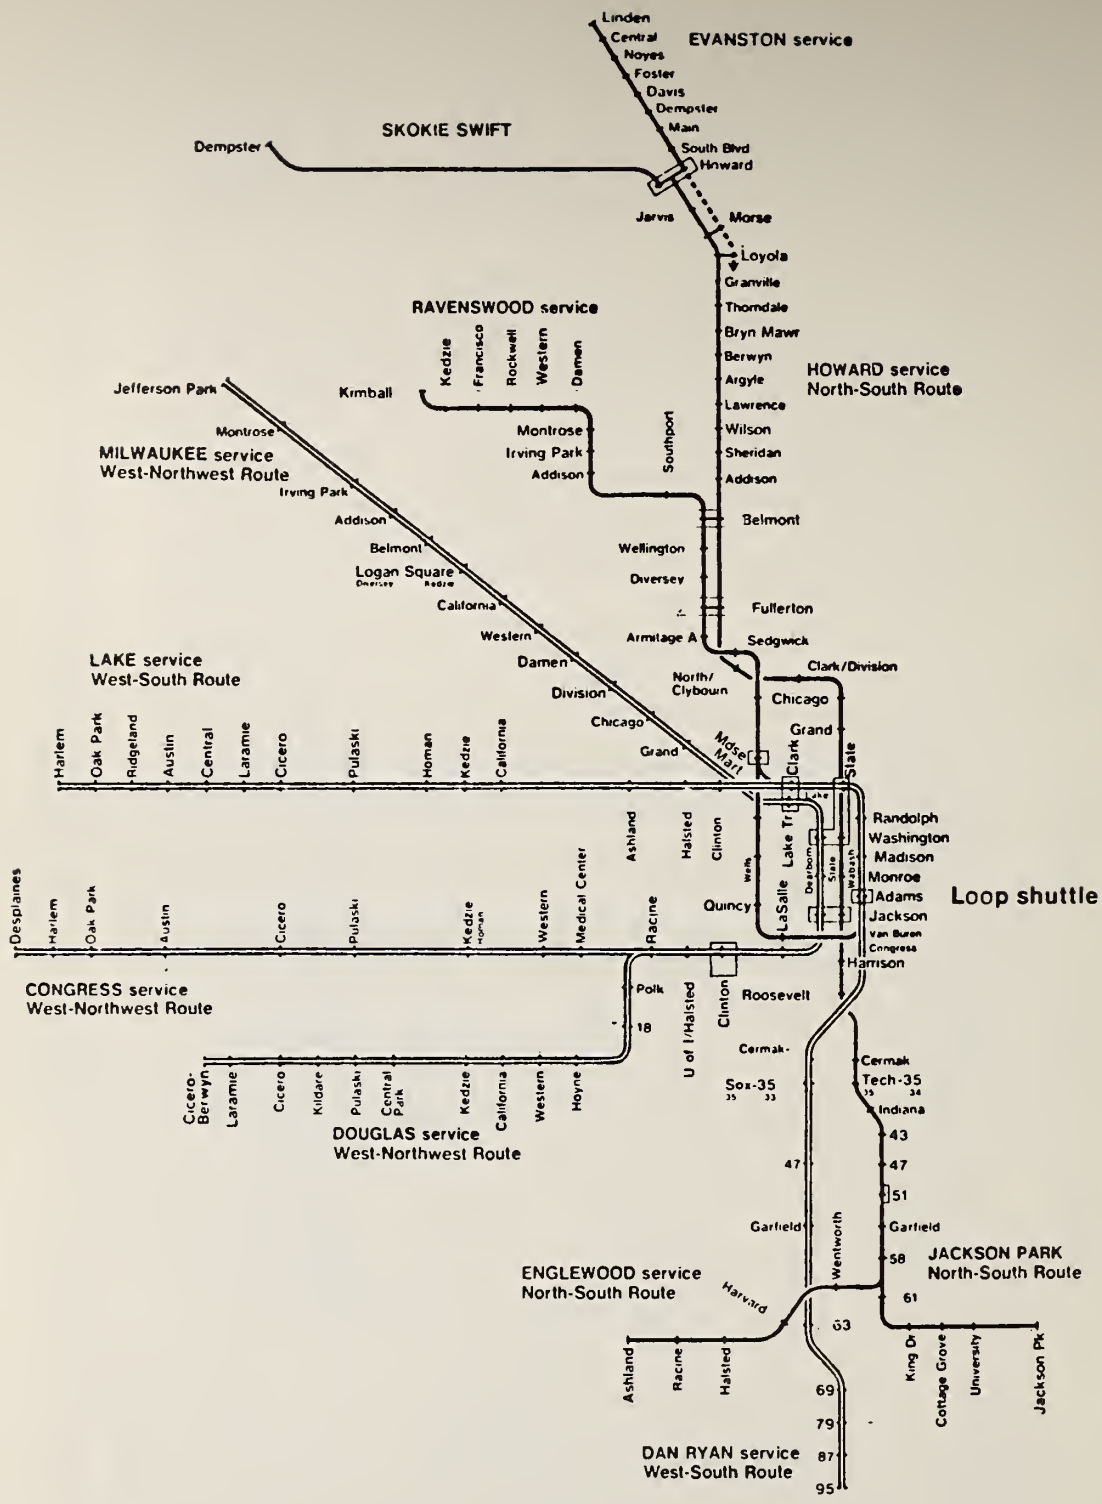 Linden
EVANSTON service
Central
Noyes
Foster
Davis
Dempster
Main
South Blvd
Howard
SKOKIE SWIFT
Dempster
Jarvis
Morse
Loyola
Granville
Thorndale
Bryn Mawr
Berwyn
Argyle
Lawrence
Wilson
Sheridan
Addison
Belmont
Fullerton
HOWARD service
North-South Route
RAVENSWOOD service
Kimball
Kedzie
Francisco
Rockwell
Western
Damen
Montrose
Irving Park
Addison
Southport
Wellington
Diversey
Armitage A
Sedgwick
North/
Clybourn
Clark/Division
Chicago
Grand
Jefferson Park
Montrose
MILWAUKEE service
West-Northwest Route
Irving Park
Addison
Belmont
Logan Square
Diversey Kedzie
California
Western
Damen
Division
Chicago
Grand
Mdse
Mart
Clark
State
Lake
LAKE service
West-South Route
Harlem
Oak Park
Ridgeland
Austin
Central
Laramie
Cicero
Pulaski
Homan
Kedzie
California
Ashland
Halsted
Clinton
Wells
Lake Tr
Dearborn
State
Wabash
Randolph
Washington
Madison
Monroe
Adams
Jackson
Van Buren
Congress
Harrison
Loop shuttle
Quincy
LaSalle
Desplaines
Harlem
Oak Park
Austin
Cicero
Pulaski
Kedzie
Homan
Western
Medical Center
Racine
U of I/Halsted
Clinton
Roosevelt
CONGRESS service
West-Northwest Route
Polk
18
Cicero-
Berwyn
Laramie
Cicero
Kildare
Pulaski
Central
Park
Kedzie
California
Western
Hoyne
DOUGLAS service
West-Northwest Route
Cermak-
Sox-35
35 33
47
Garfield
Cermak
Tech-35
35 34
Indiana
43
47
51
Garfield
58
61
JACKSON PARK
North-South Route
King Dr
Cottage Grove
University
Jackson Pk
ENGLEWOOD service
North-South Route
Wentworth
Harvard
Ashland
Racine
Halsted
63
69
79
87
95
DAN RYAN service
West-South Route